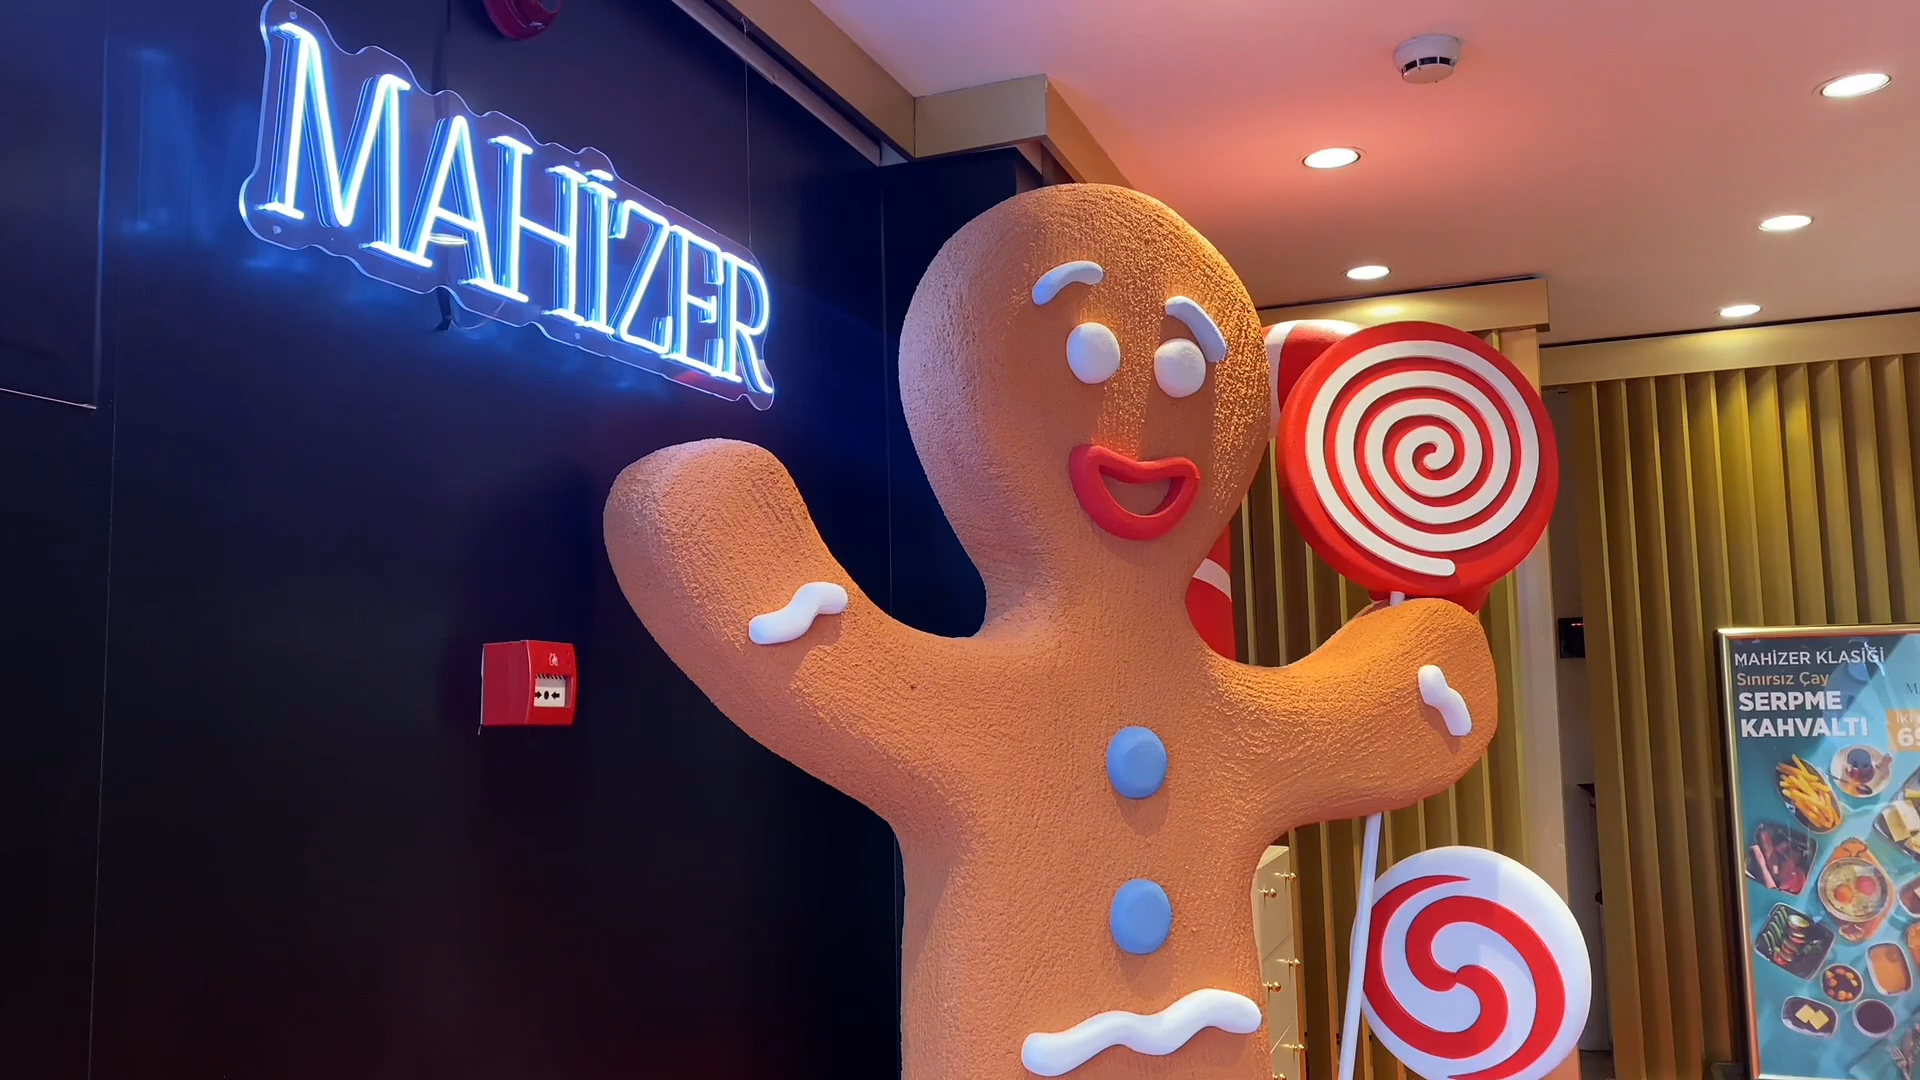 MAHİZER
MAHİZER KLASİĞİ
Sınırsız Çay
SERPME
KAHVALTI